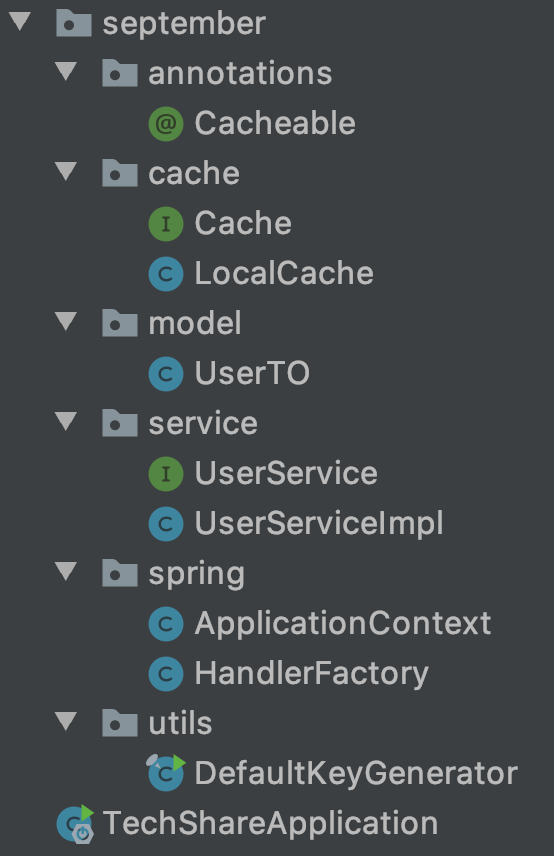 september
annotations
@ Cacheable
cache
I Cache
C LocalCache
model
C UserTO
service
I UserService
C UserServiceImpl
spring
C ApplicationContext
C HandlerFactory
utils
C DefaultKeyGenerator
C TechShareApplication